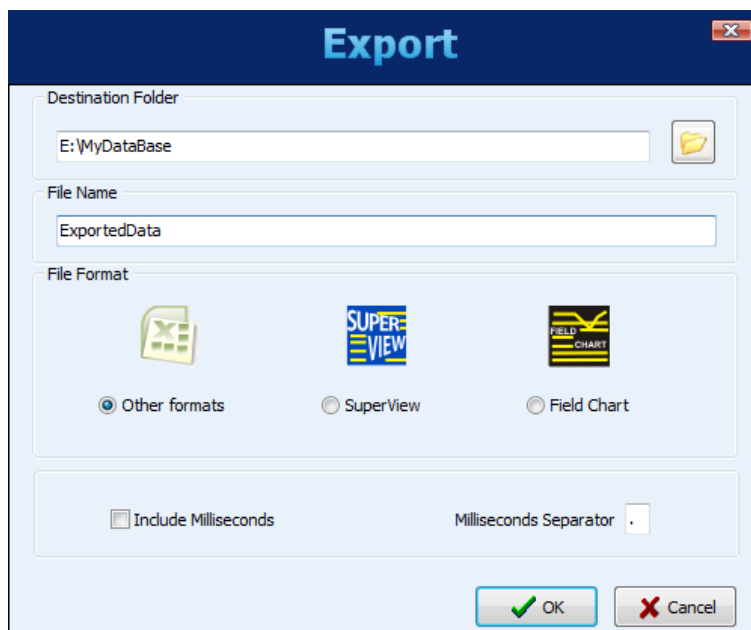 Export
Destination Folder
E:\MyDataBase
File Name
ExportedData
File Format
SUPER
VIEW
FIELD
CHART
Other formats
SuperView
Field Chart
Include Milliseconds
Milliseconds Separator .
OK
Cancel